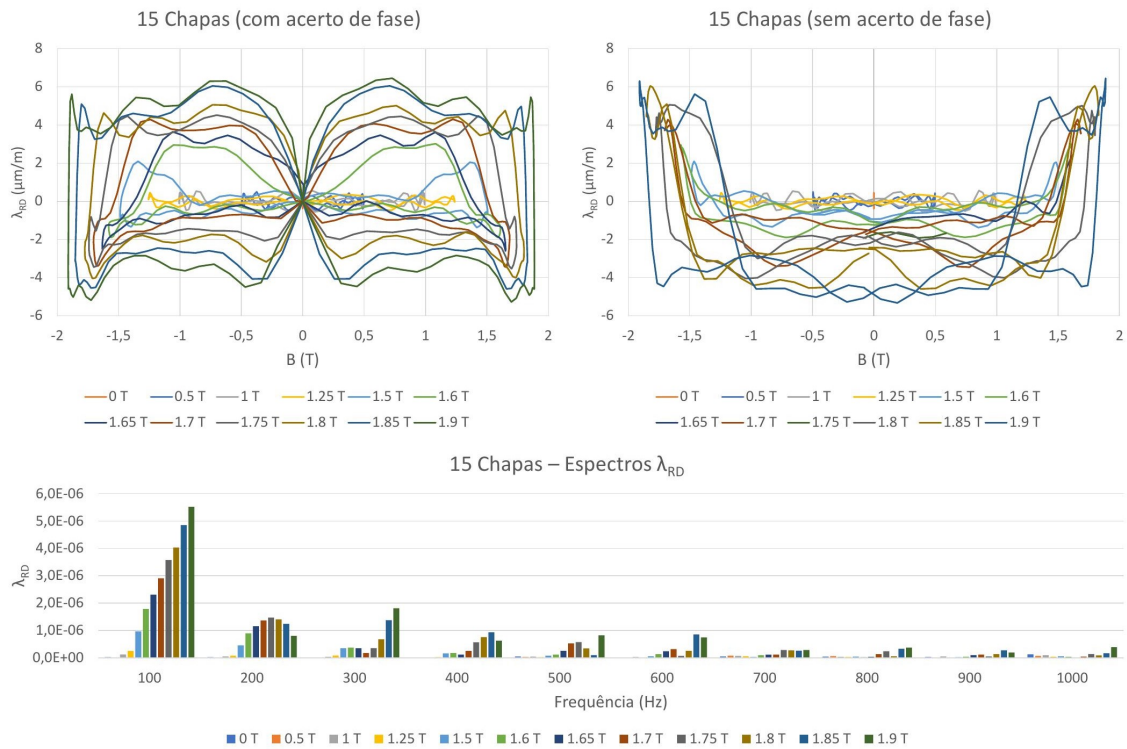 15 Chapas (com acerto de fase)
8
6
4
2
0
-2
-4
-6
λRD (μm/m)
-2 -1,5 -1 -0,5 0 0,5 1 1,5 2
B (T)
0 T 0.5 T 1 T 1.25 T 1.5 T 1.6 T
1.65 T 1.7 T 1.75 T 1.8 T 1.85 T 1.9 T
15 Chapas (sem acerto de fase)
8
6
4
2
0
-2
-4
-6
λRD (μm/m)
-2 -1,5 -1 -0,5 0 0,5 1 1,5 2
B (T)
0 T 0.5 T 1 T 1.25 T 1.5 T 1.6 T
1.65 T 1.7 T 1.75 T 1.8 T 1.85 T 1.9 T
15 Chapas – Espectros λRD
6,0E-06
5,0E-06
4,0E-06
3,0E-06
2,0E-06
1,0E-06
0,0E+00
λRD
100 200 300 400 500 600 700 800 900 1000
Frequência (Hz)
0 T 0.5 T 1 T 1.25 T 1.5 T 1.6 T 1.65 T 1.7 T 1.75 T 1.8 T 1.85 T 1.9 T